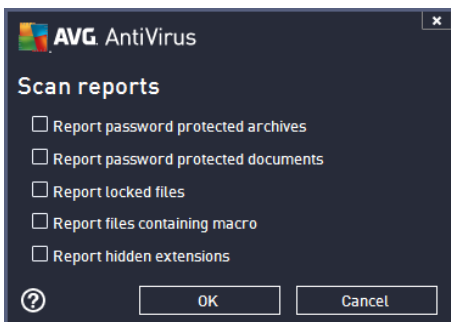 AVG. AntiVirus
Scan reports
Report password protected archives
Report password protected documents
Report locked files
Report files containing macro
Report hidden extensions
OK
Cancel